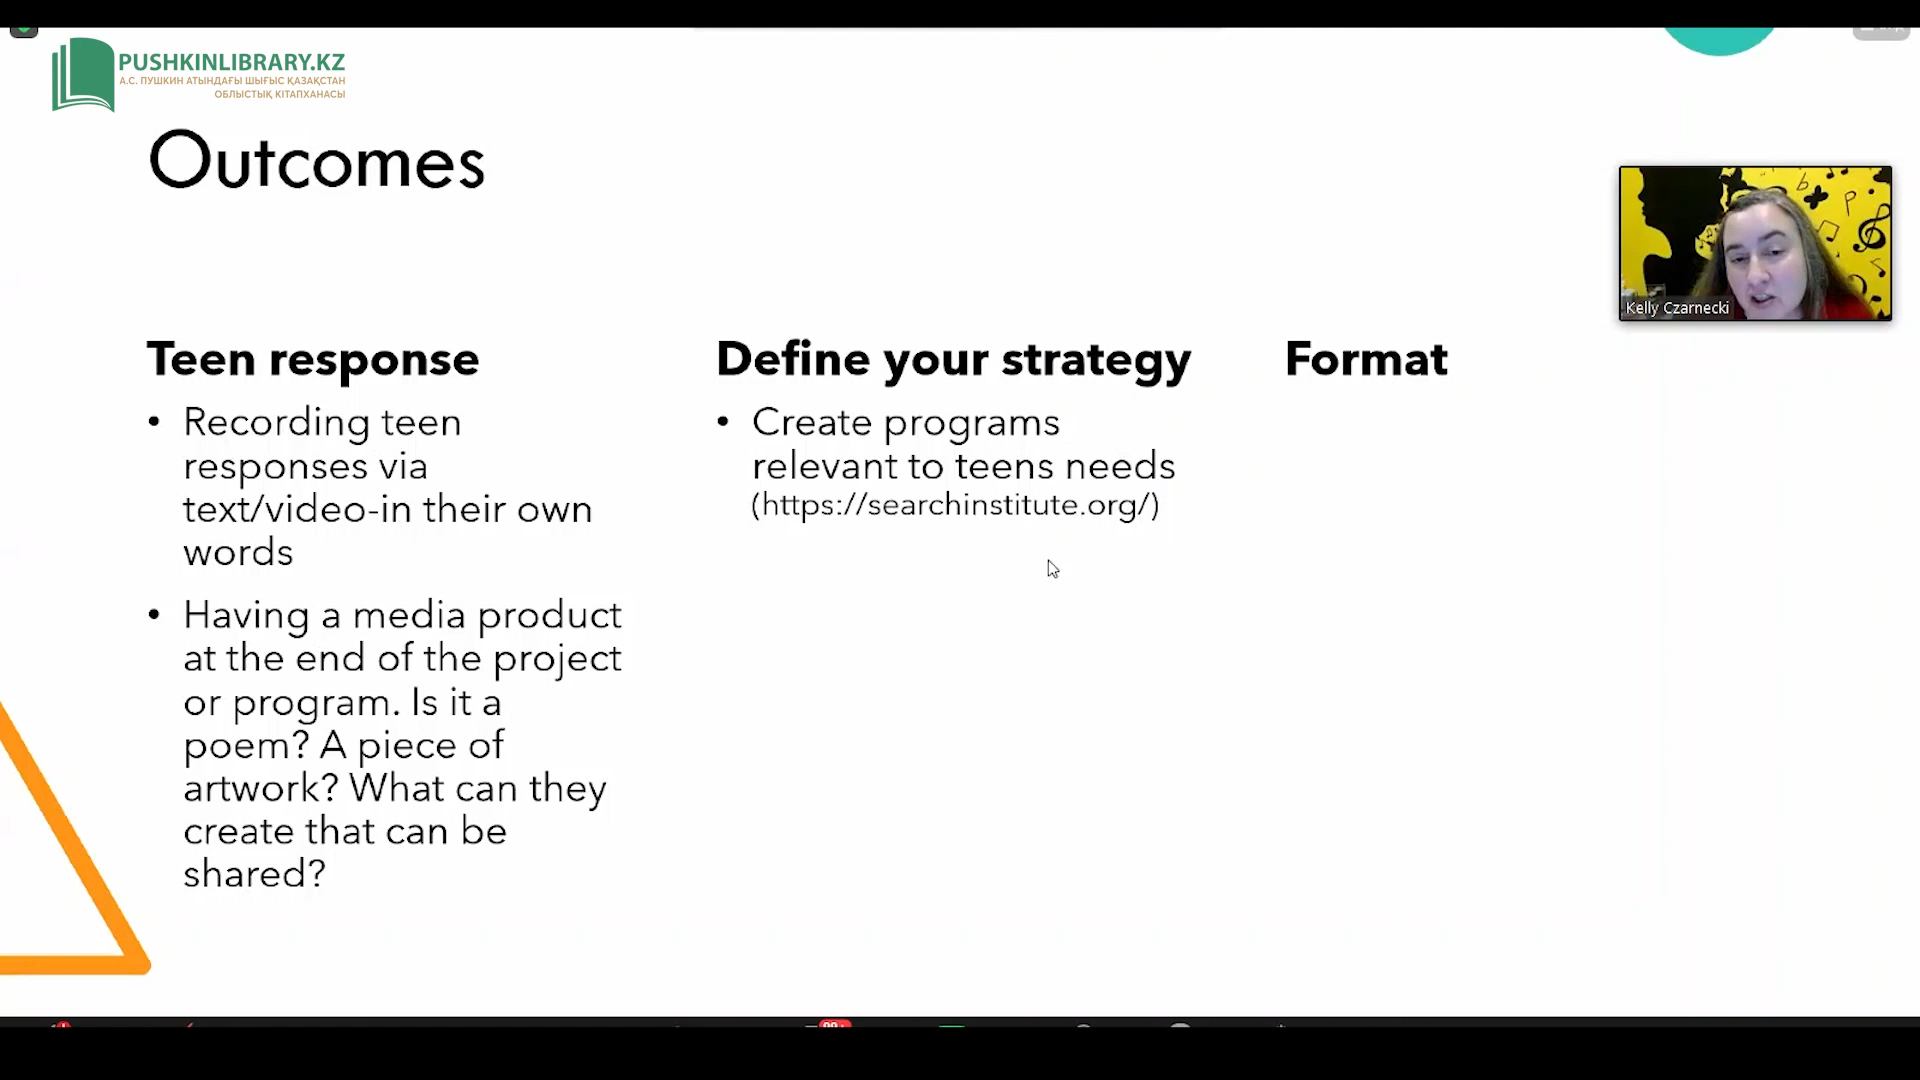 PUSHKINLIBRARY.KZ
А.С. ПУШКИН АТЫНДАҒЫ ШЫҒЫС ҚАЗАҚСТАН
ОБЛЫСТЫҚ КІТАПХАНАСЫ
Outcomes
Kelly Czarnecki
Teen response
• Recording teen
responses via
text/video-in their own
words
• Having a media product
at the end of the project
or program. Is it a
poem? A piece of
artwork? What can they
create that can be
shared?
Define your strategy
• Create programs
relevant to teens needs
(https://searchinstitute.org/)
Format